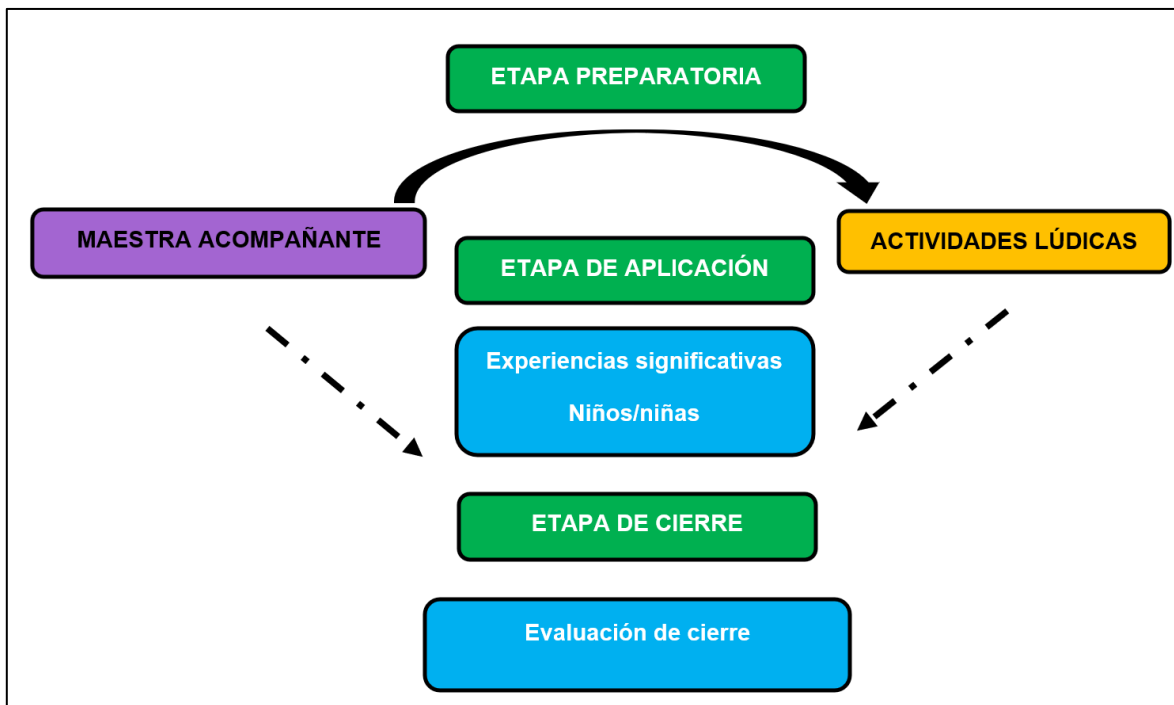 ETAPA PREPARATORIA
MAESTRA ACOMPAÑANTE
ACTIVIDADES LÚDICAS
ETAPA DE APLICACIÓN
Experiencias significativas
Niños/niñas
ETAPA DE CIERRE
Evaluación de cierre